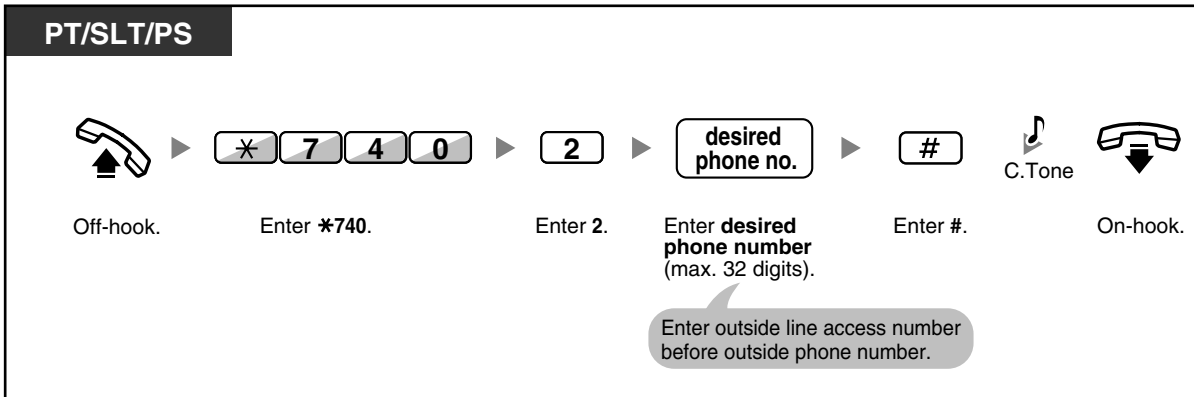 PT/SLT/PS
* 7 4 0
2
desired
phone no.
#
C.Tone
Off-hook.
Enter *740.
Enter 2.
Enter desired
phone number
(max. 32 digits).
Enter #.
On-hook.
Enter outside line access number
before outside phone number.